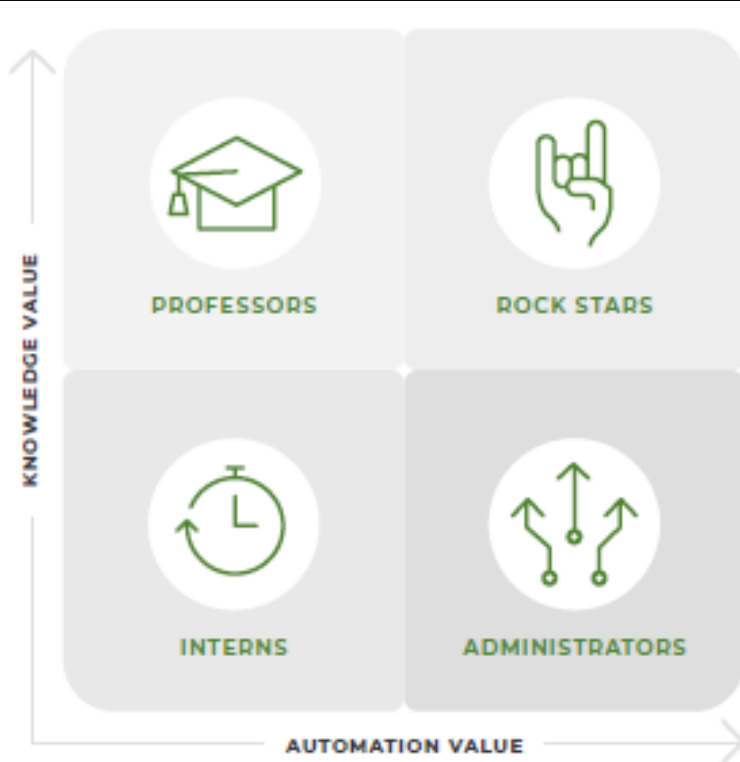 PROFESSORS
ROCK STARS
KNOWLEDGE VALUE
INTERNS
ADMINISTRATORS
AUTOMATION VALUE